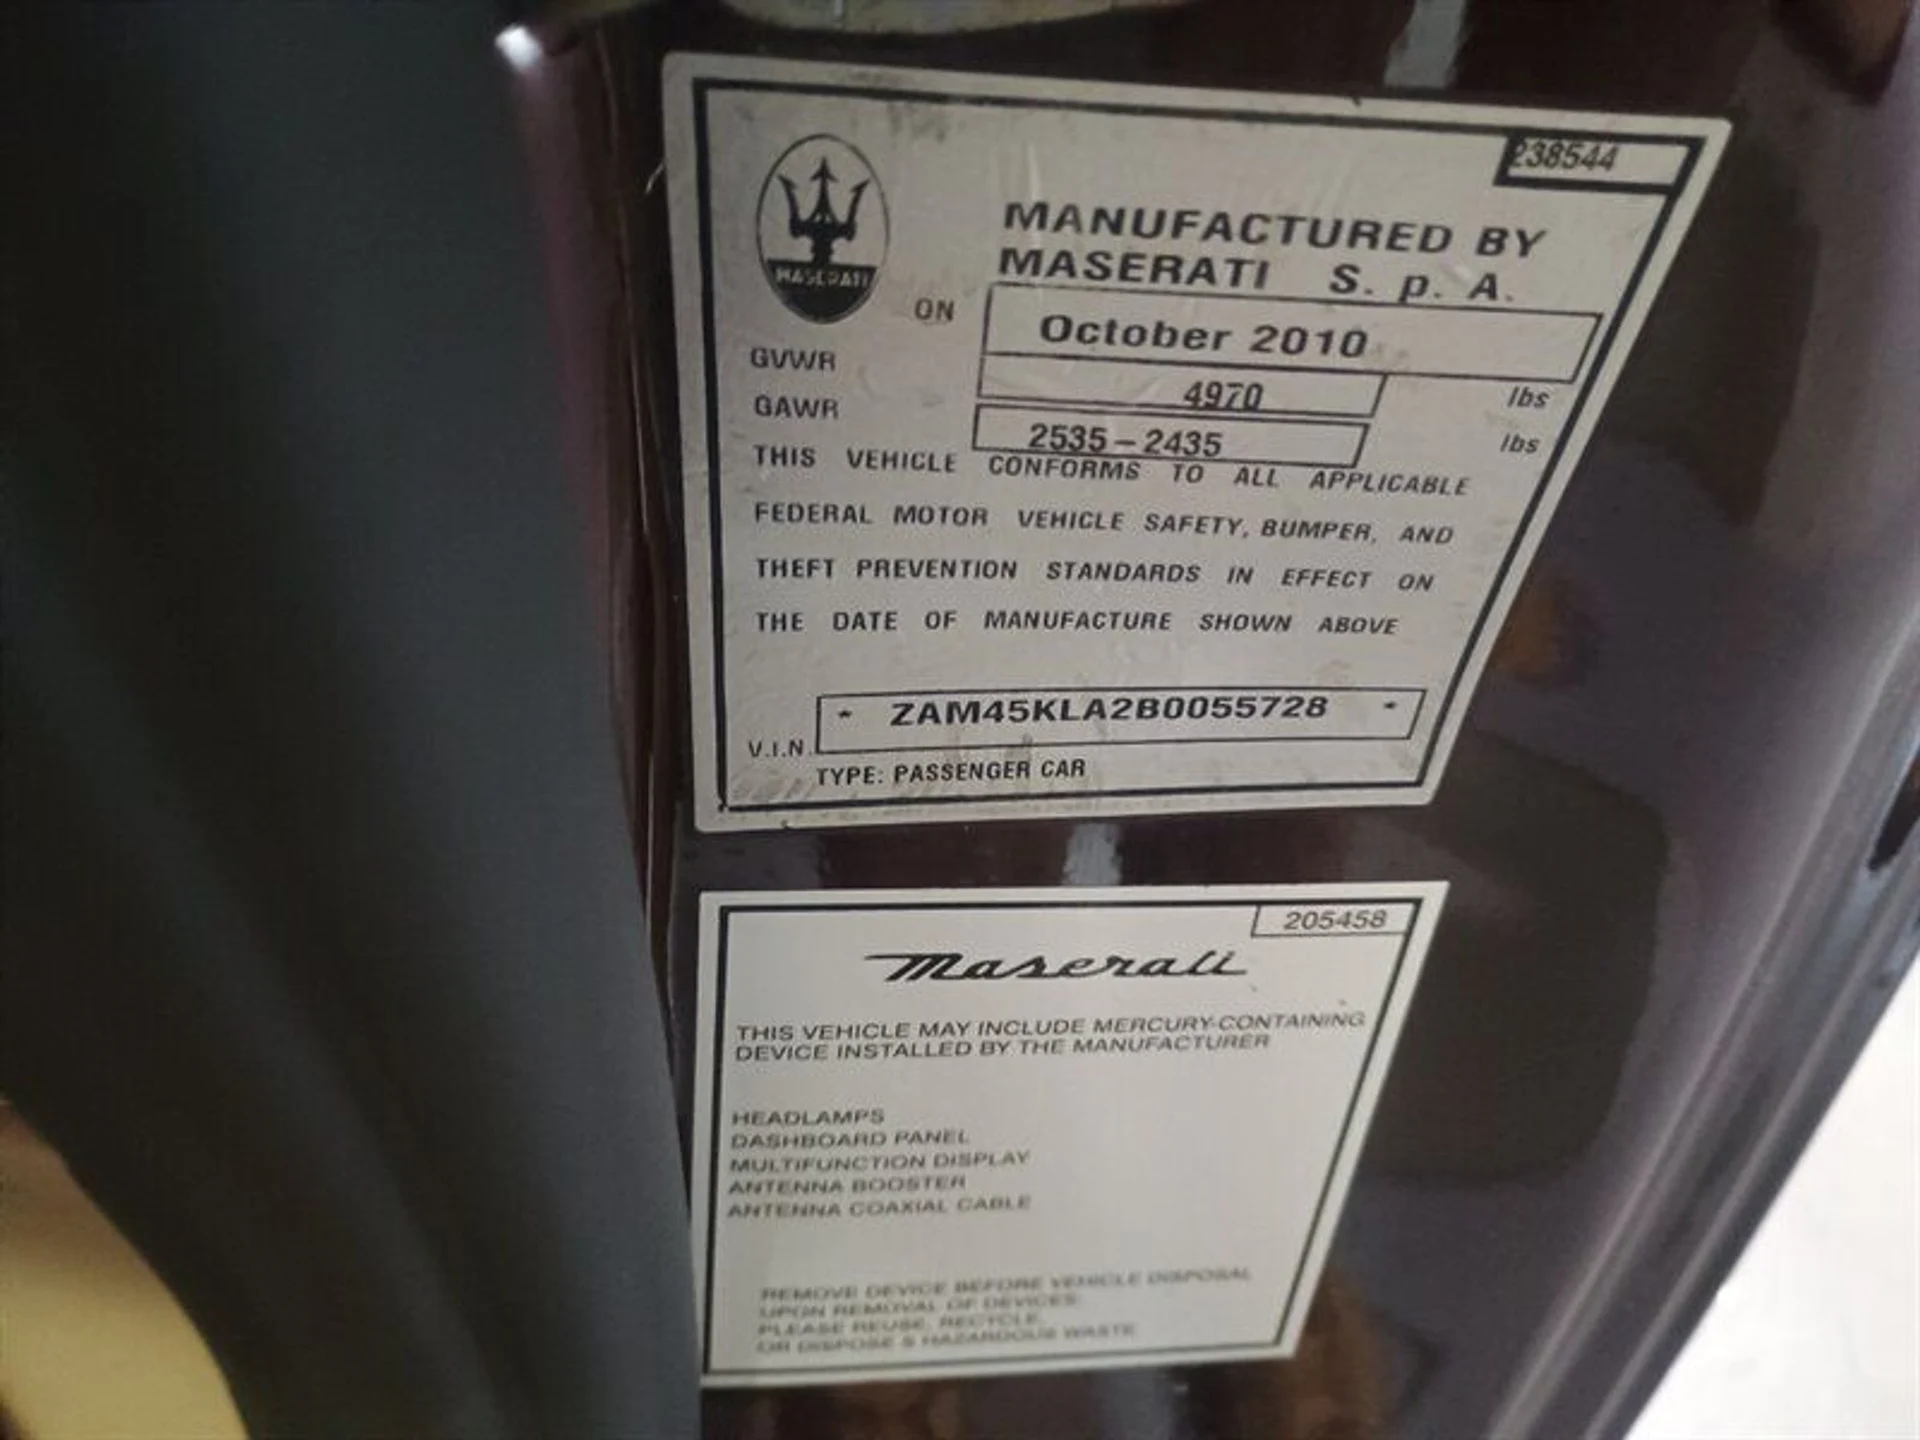 238544
MASERATI
MANUFACTURED BY
MASERATI S. p. A.
ON October 2010
GVWR 4970 lbs
GAWR 2535-2435 lbs
THIS VEHICLE CONFORMS TO ALL APPLICABLE
FEDERAL MOTOR VEHICLE SAFETY, BUMPER, AND
THEFT PREVENTION STANDARDS IN EFFECT ON
THE DATE OF MANUFACTURE SHOWN ABOVE
V.I.N. * ZAM45KLA2B0055728 *
TYPE: PASSENGER CAR
205458
Maserati
THIS VEHICLE MAY INCLUDE MERCURY-CONTAINING
DEVICE INSTALLED BY THE MANUFACTURER
HEADLAMPS
DASHBOARD PANEL
MULTIFUNCTION DISPLAY
ANTENNA BOOSTER
ANTENNA COAXIAL CABLE
REMOVE DEVICE BEFORE VEHICLE DISPOSAL
UPON REMOVAL OF DEVICES
PLEASE REUSE, RECYCLE,
OR DISPOSE S HAZARDOUS WASTE